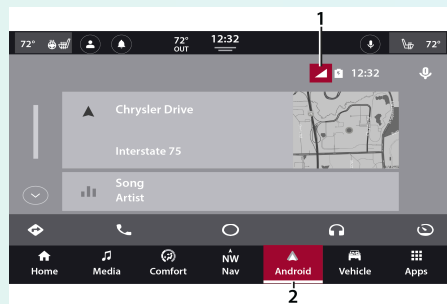 1
72° 72° OUT 12:32 72°
12:32
Chrysler Drive
Interstate 75
Song
Artist
Home Media Comfort NW Nav Android Vehicle Apps
2